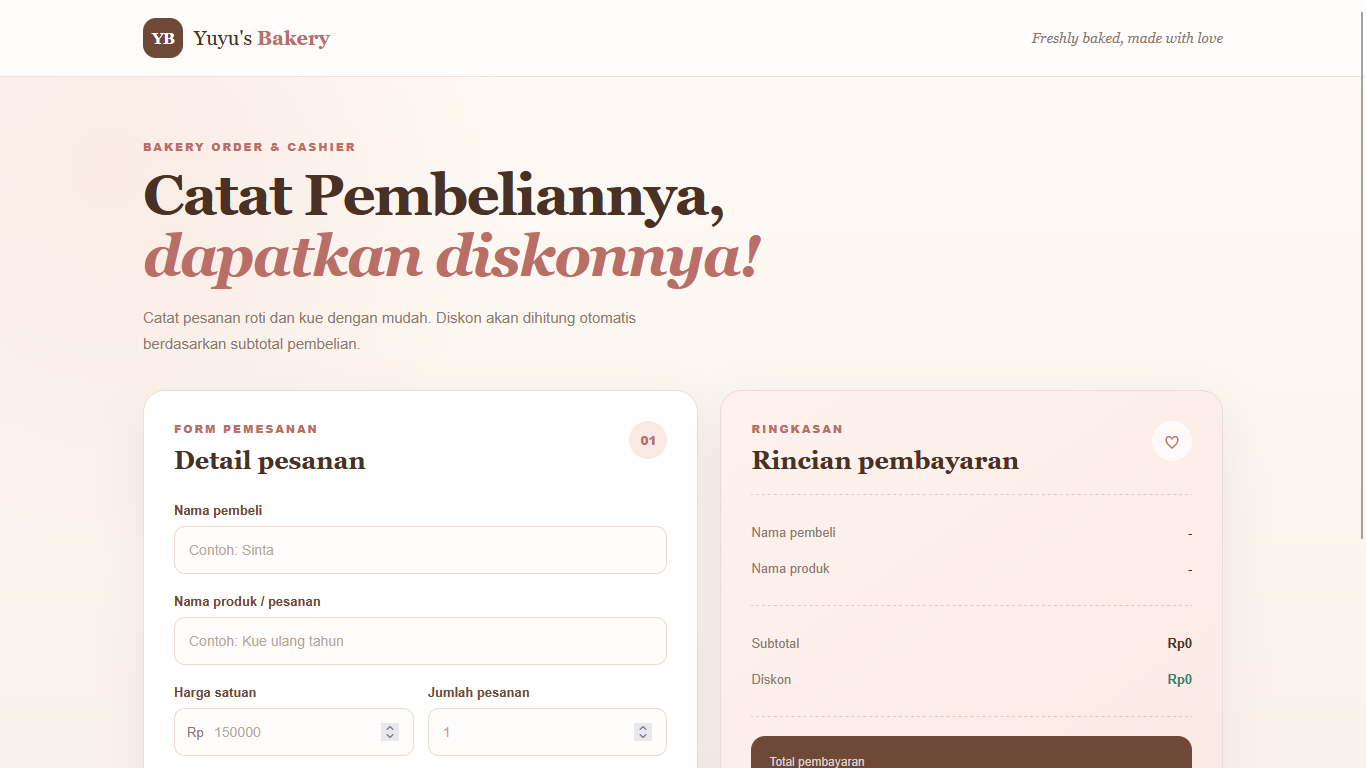 YB
Yuyu's Bakery
Freshly baked, made with love
BAKERY ORDER & CASHIER
Catat Pembeliannya,
dapatkan diskonnya!
Catat pesanan roti dan kue dengan mudah. Diskon akan dihitung otomatis
berdasarkan subtotal pembelian.
FORM PEMESANAN
Detail pesanan
01
Nama pembeli
Contoh: Sinta
Nama produk / pesanan
Contoh: Kue ulang tahun
Harga satuan
Rp 150000
Jumlah pesanan
1
RINGKASAN
Rincian pembayaran
Nama pembeli -
Nama produk -
Subtotal Rp0
Diskon Rp0
Total pembayaran